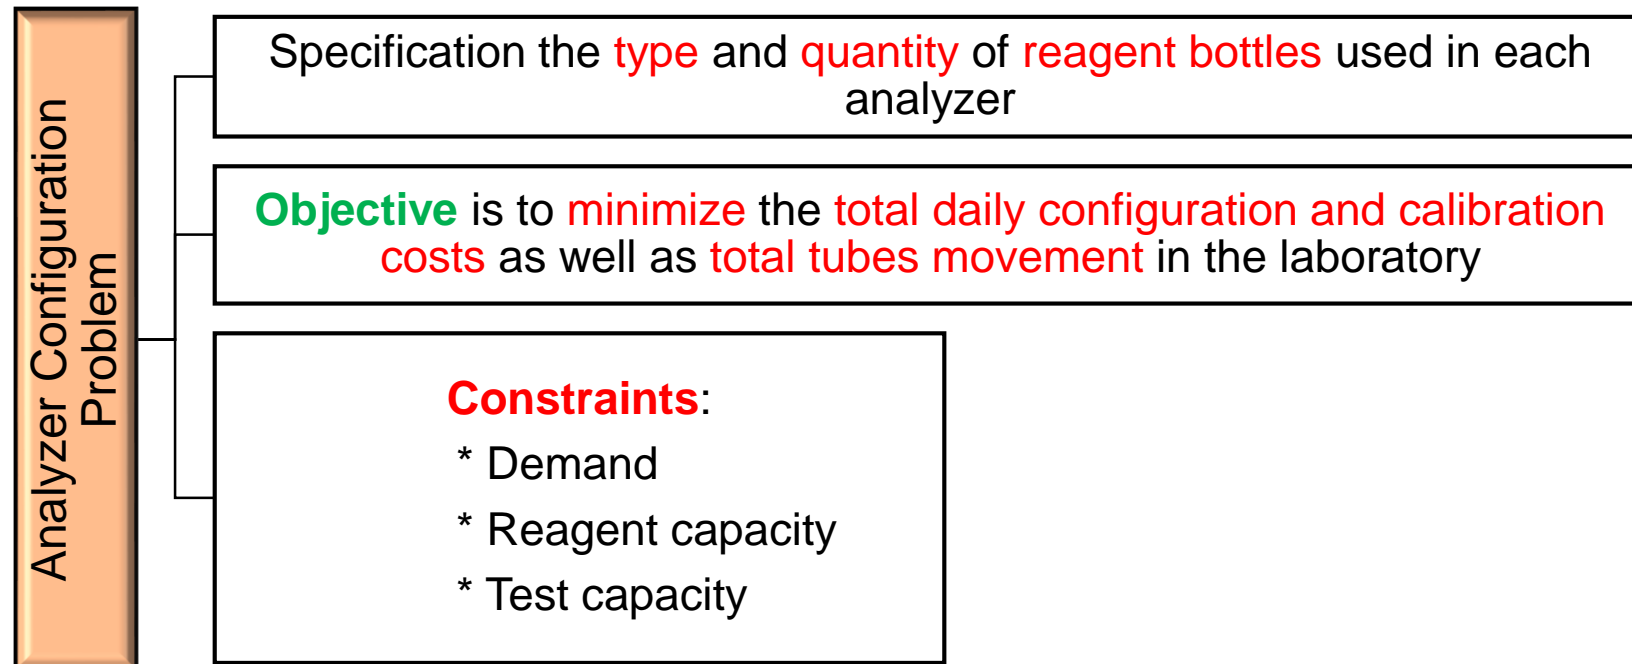 Analyzer Configuration
Problem
Specification the type and quantity of reagent bottles used in each
analyzer
Objective is to minimize the total daily configuration and calibration
costs as well as total tubes movement in the laboratory
Constraints:
* Demand
* Reagent capacity
* Test capacity